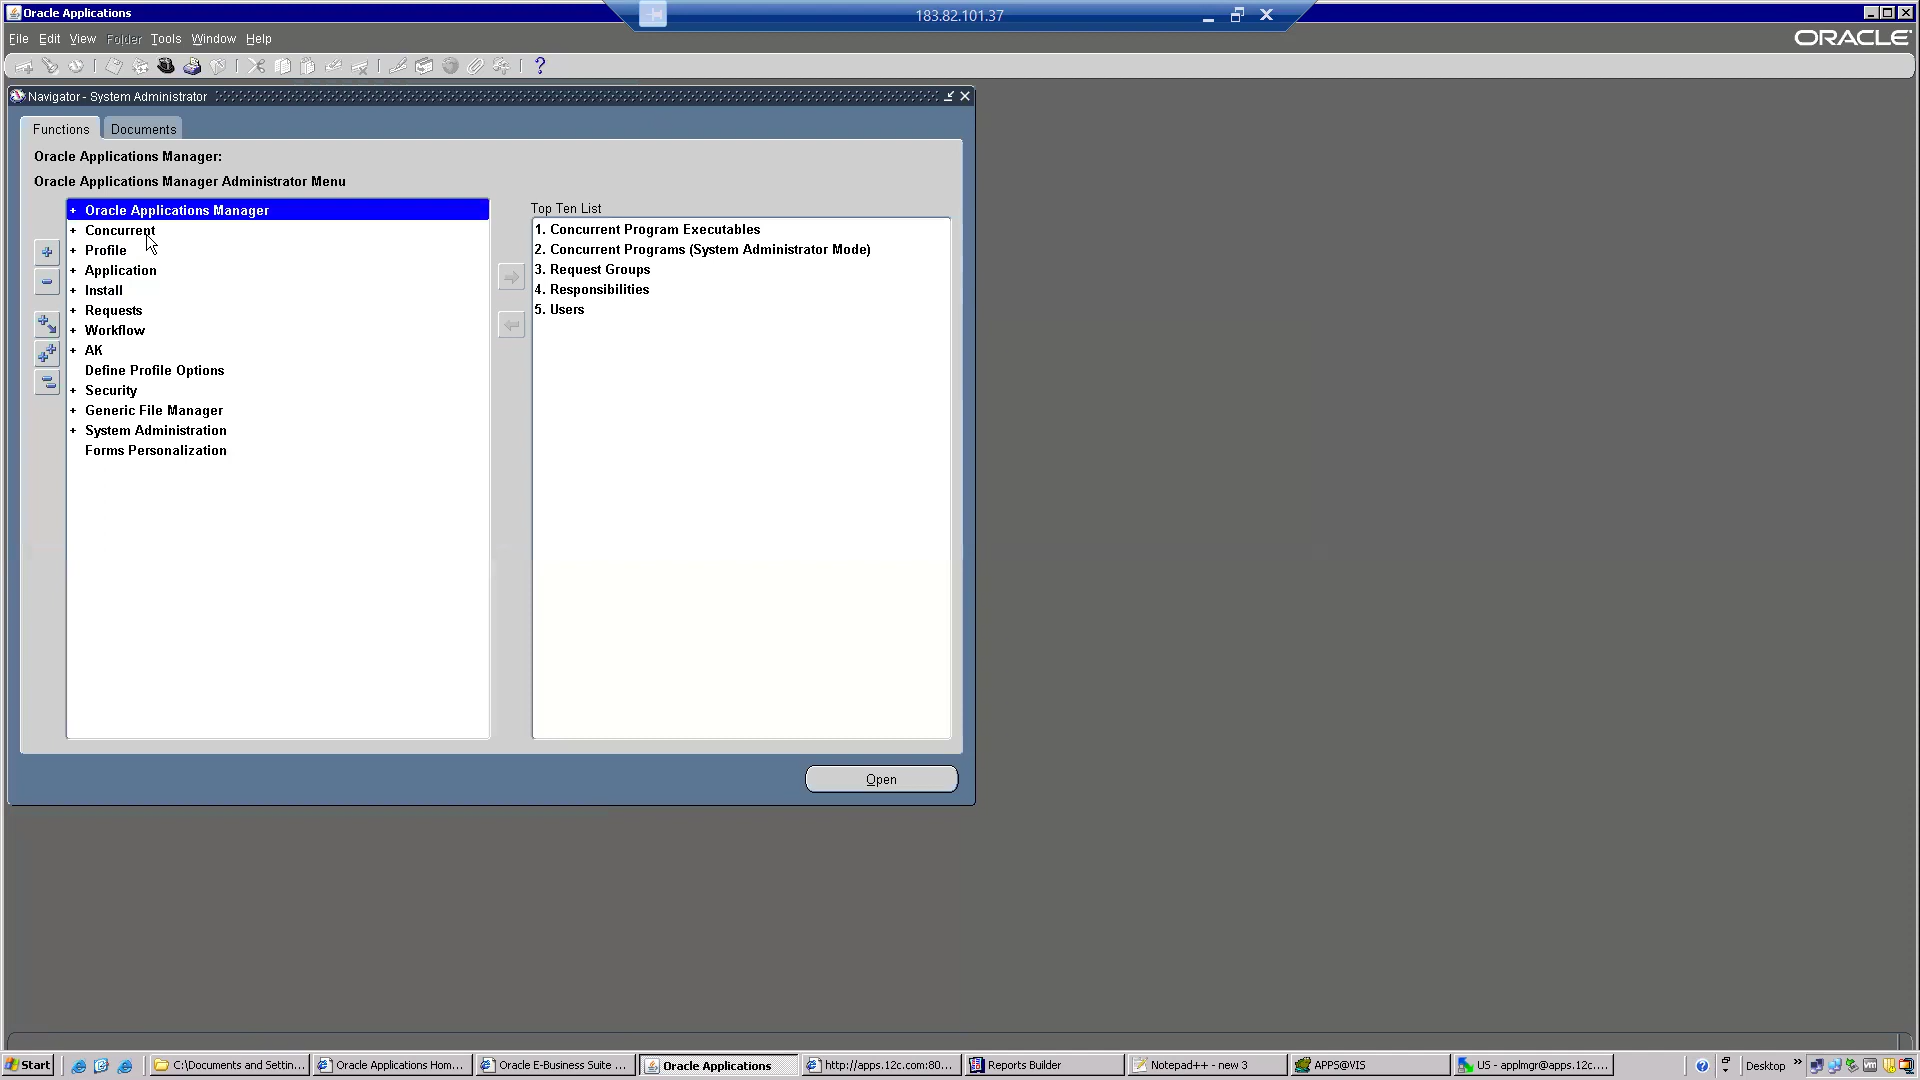 Oracle Applications
183.82.101.37
File Edit View Folder Tools Window Help
ORACLE
Navigator - System Administrator
Functions Documents
Oracle Applications Manager:
Oracle Applications Manager Administrator Menu
Top Ten List
+ Oracle Applications Manager
+ Concurrent
+ Profile
+ Application
+ Install
+ Requests
+ Workflow
+ AK
Define Profile Options
+ Security
+ Generic File Manager
+ System Administration
Forms Personalization
1. Concurrent Program Executables
2. Concurrent Programs (System Administrator Mode)
3. Request Groups
4. Responsibilities
5. Users
Open
Start C:\Documents and Settin... Oracle Applications Hom... Oracle E-Business Suite ... Oracle Applications http://apps.12c.com:80... Reports Builder Notepad++ - new 3 APPS@VIS US - applmgr@apps.12c.... Desktop »